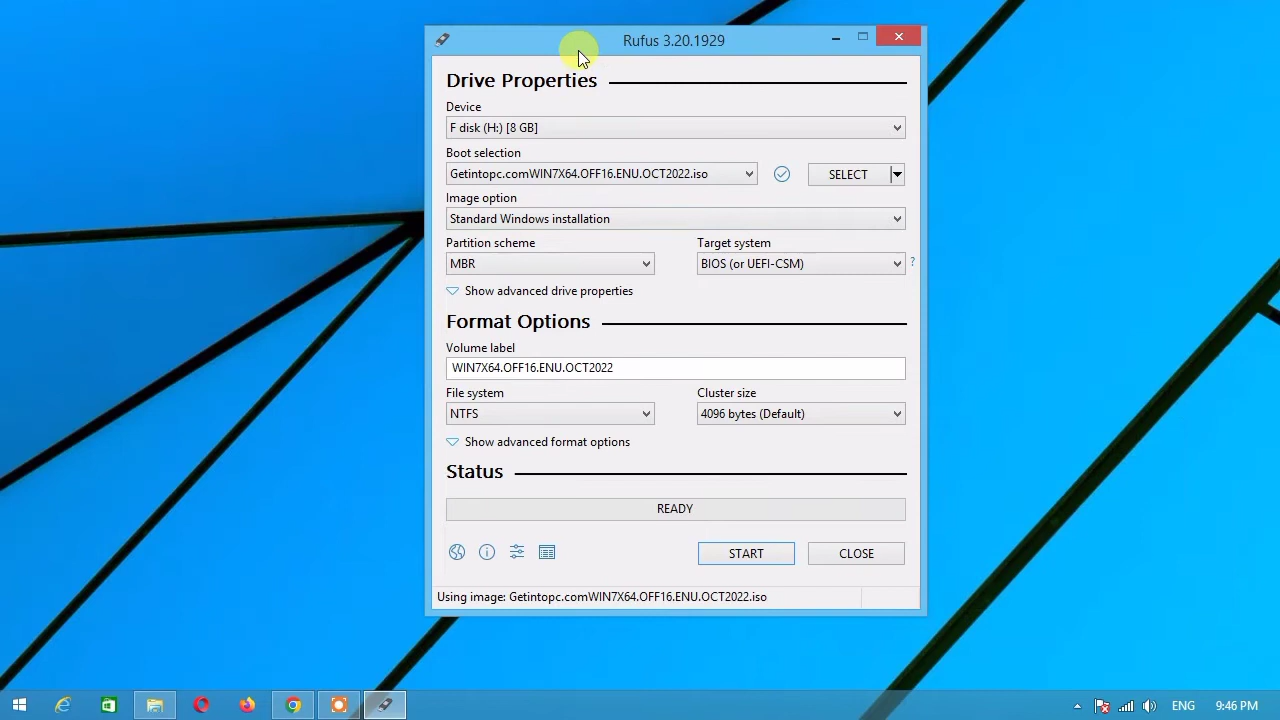 Rufus 3.20.1929
Drive Properties
Device
F disk (H:) [8 GB]
Boot selection
Getintopc.comWIN7X64.OFF16.ENU.OCT2022.iso
SELECT
Image option
Standard Windows installation
Partition scheme
Target system
MBR
BIOS (or UEFI-CSM)
?
Show advanced drive properties
Format Options
Volume label
WIN7X64.OFF16.ENU.OCT2022
File system
Cluster size
NTFS
4096 bytes (Default)
Show advanced format options
Status
READY
START
CLOSE
Using image: Getintopc.comWIN7X64.OFF16.ENU.OCT2022.iso
ENG
9:46 PM